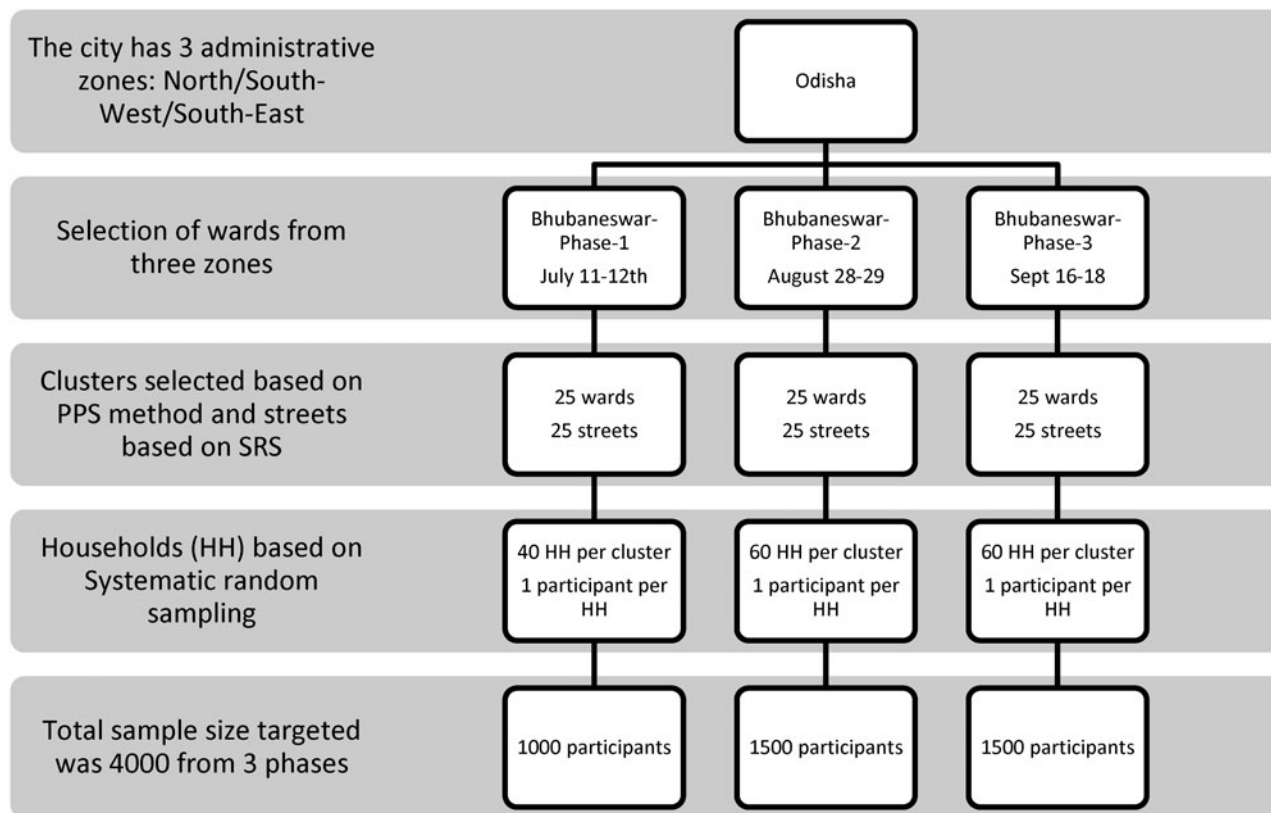 The city has 3 administrative
zones: North/South-
West/South-East
Odisha
Selection of wards from
three zones
Bhubaneswar-
Phase-1
July 11-12th
Bhubaneswar-
Phase-2
August 28-29
Bhubaneswar-
Phase-3
Sept 16-18
Clusters selected based on
PPS method and streets
based on SRS
25 wards
25 streets
25 wards
25 streets
25 wards
25 streets
Households (HH) based on
Systematic random
sampling
40 HH per cluster
1 participant per
HH
60 HH per cluster
1 participant per
HH
60 HH per cluster
1 participant per
HH
Total sample size targeted
was 4000 from 3 phases
1000 participants
1500 participants
1500 participants